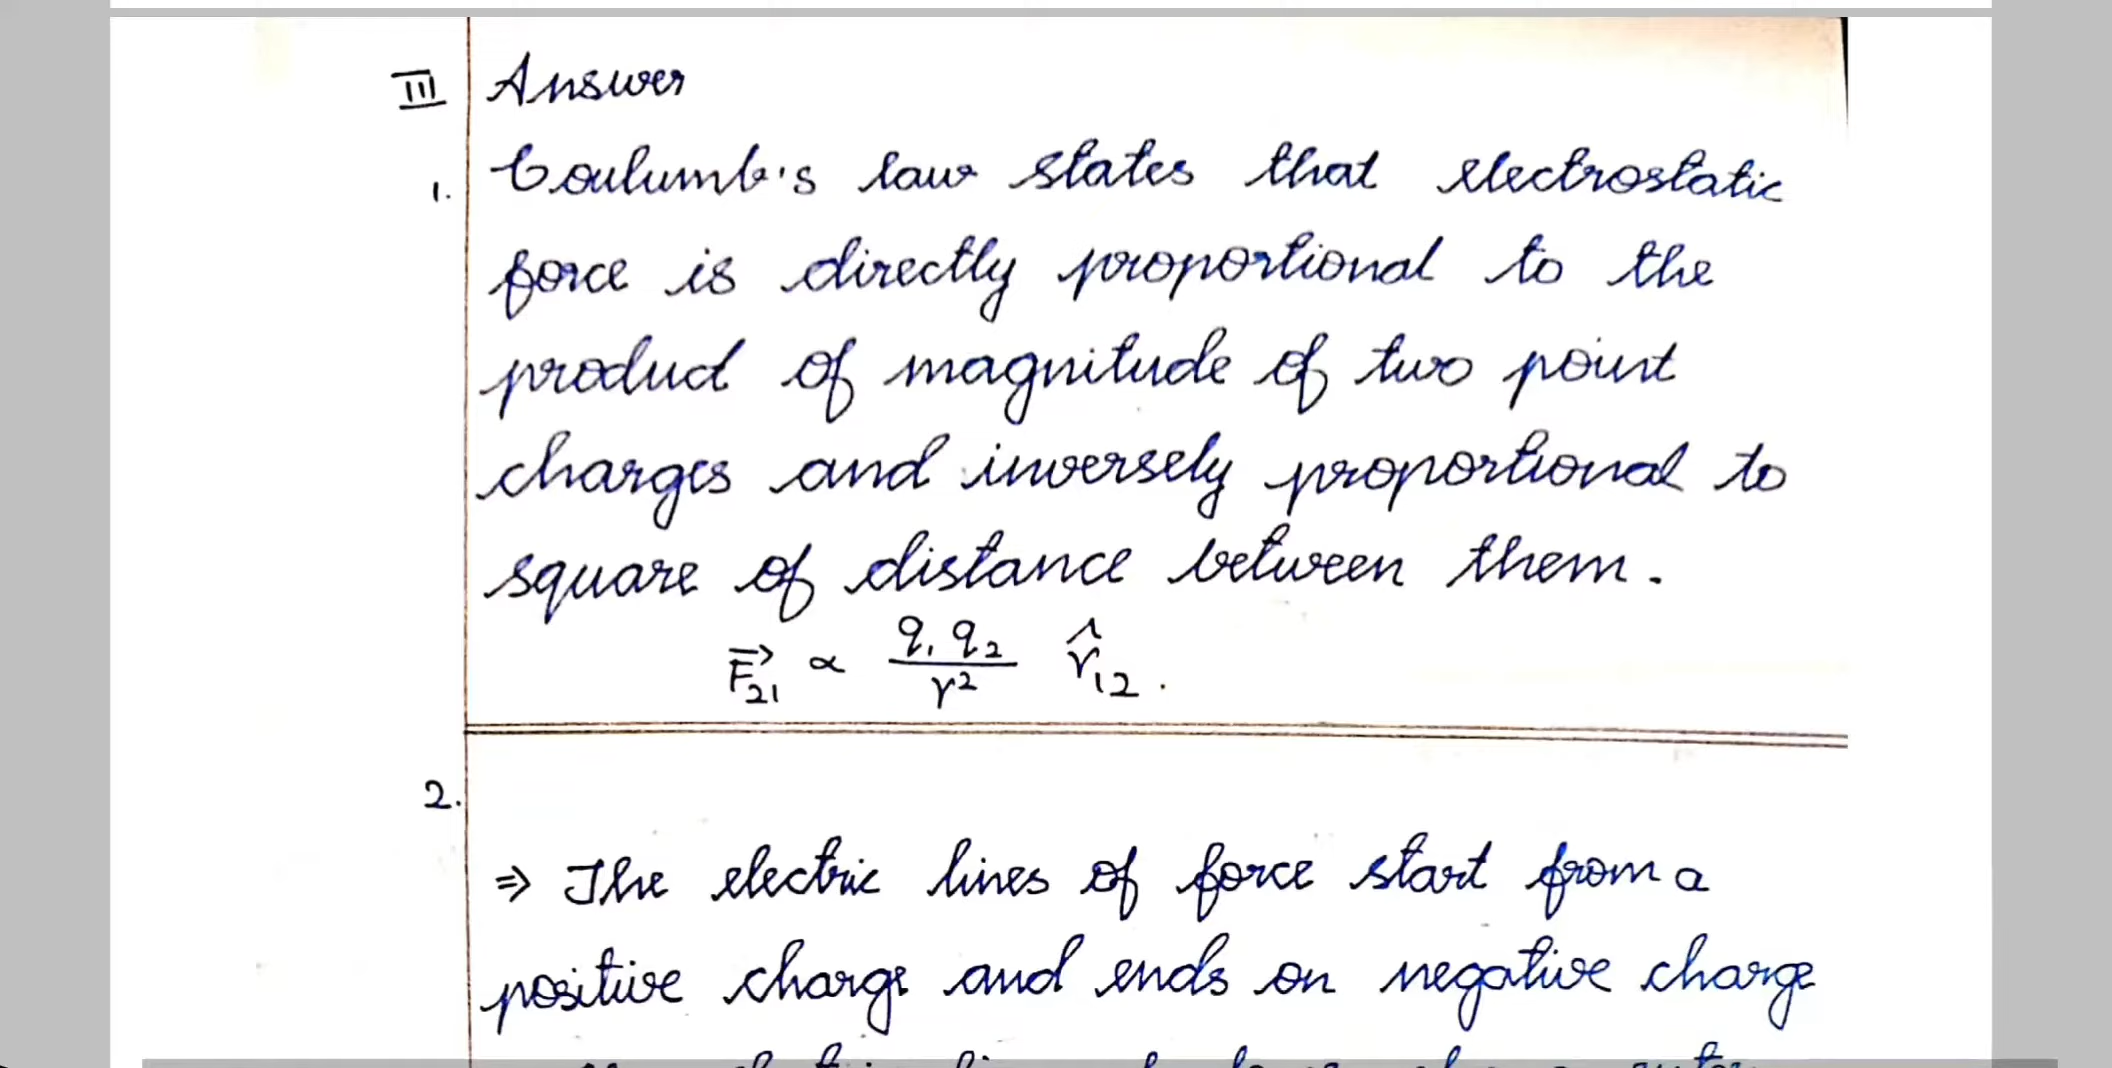 III Answer
1. Coulumb's law states that electrostatic
force is directly proportional to the
product of magnitude of two point
charges and inversely proportional to
square of distance between them.
F⃗₂₁ ∝ q₁ q₂ / r² r̂₁₂.
2.
⇒ The electric lines of force start from a
positive charge and ends on negative charge